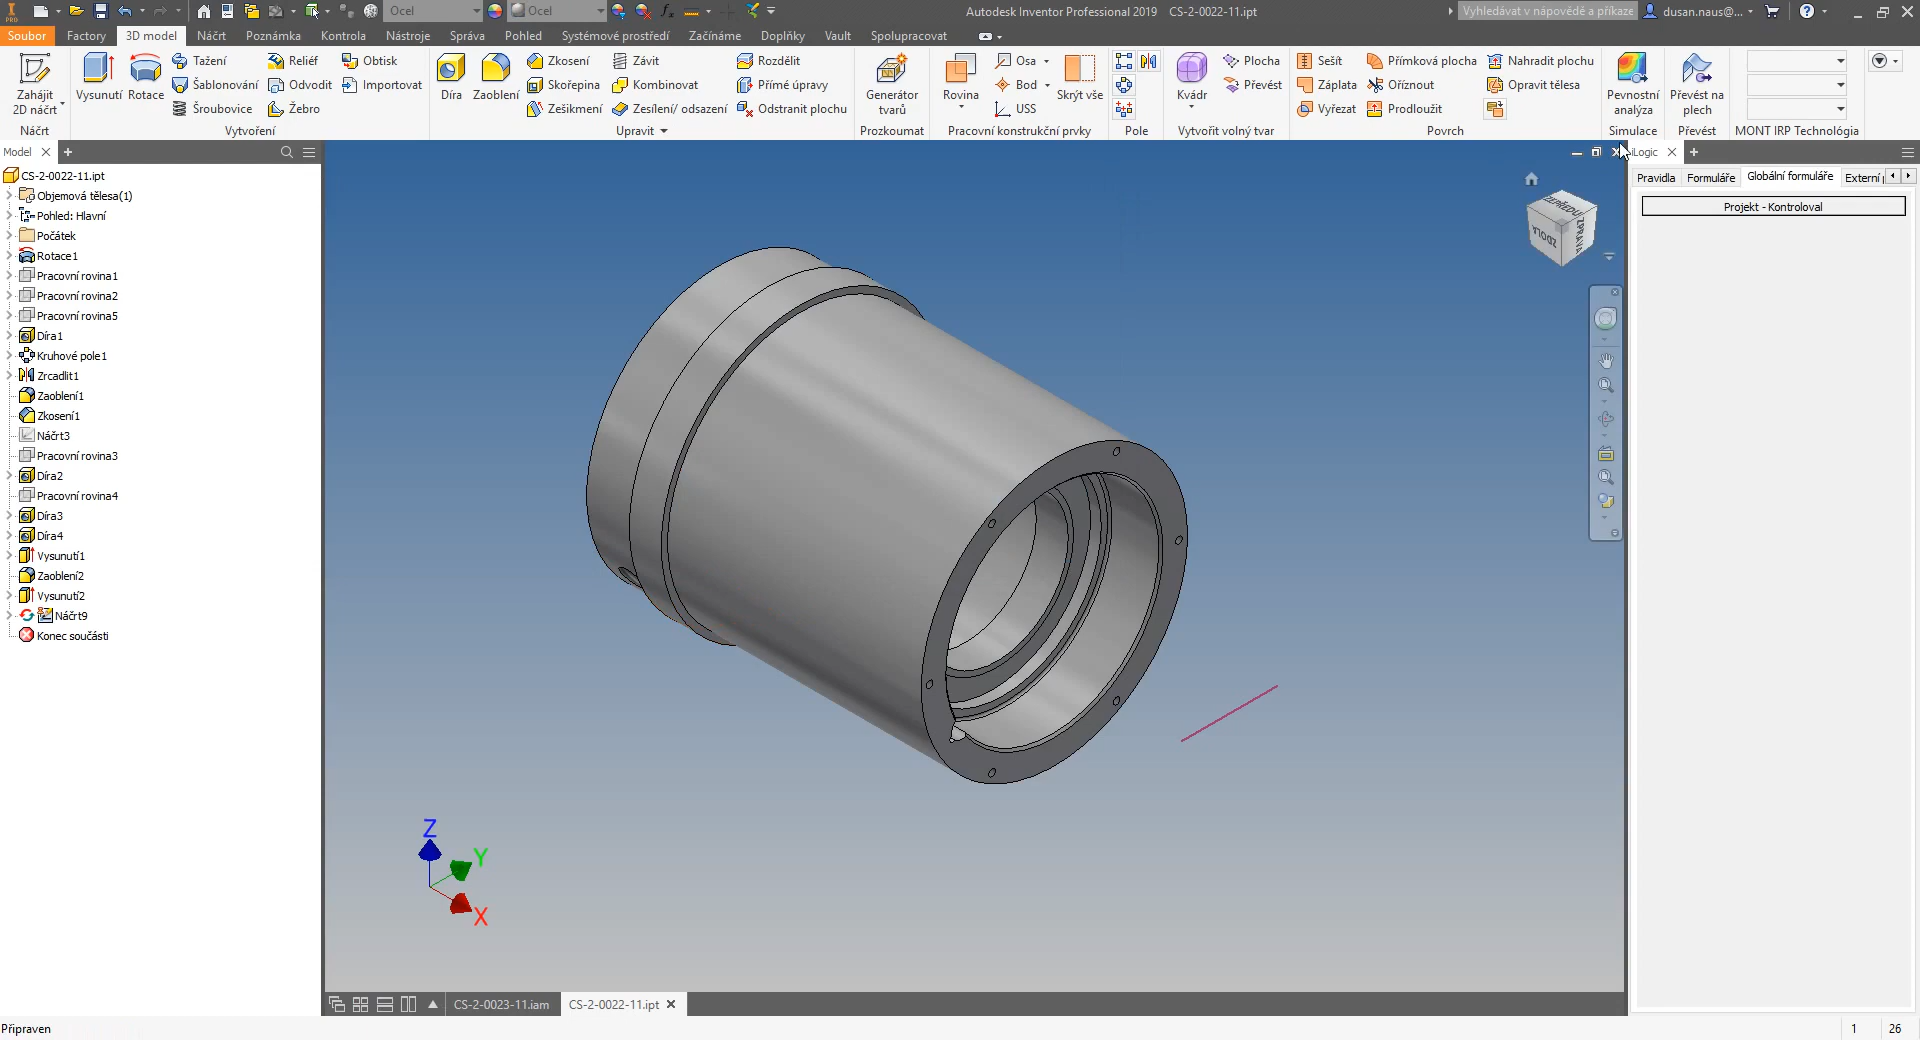 Ocel
Ocel
Autodesk Inventor Professional 2019 CS-2-0022-11.ipt
Vyhledávat v nápovědě a příkaze
dusan.naus@...
PRO
Soubor
Factory
3D model
Náčrt
Poznámka
Kontrola
Nástroje
Správa
Pohled
Systémové prostředí
Začínáme
Doplňky
Vault
Spolupracovat
Zahájit
2D náčrt
Náčrt
Vysunutí
Rotace
Tažení
Šablonování
Šroubovice
Reliéf
Odvodit
Žebro
Obtisk
Importovat
Vytvoření
Díra
Zaoblení
Zkosení
Skořepina
Zešikmení
Závit
Kombinovat
Zesílení/ odsazení
Rozdělit
Přímé úpravy
Odstranit plochu
Upravit
Generátor
tvarů
Prozkoumat
Rovina
Osa
Bod
USS
Skrýt vše
Pracovní konstrukční prvky
Pole
Kvádr
Plocha
Převést
Vytvořit volný tvar
Sešít
Záplata
Vyřezat
Přímková plocha
Oříznout
Prodloužit
Nahradit plochu
Opravit tělesa
Povrch
Pevnostní
analýza
Simulace
Převést na
plech
Převést
MONT IRP Technológia
Model
CS-2-0022-11.ipt
Objemová tělesa(1)
Pohled: Hlavní
Počátek
Rotace1
Pracovní rovina1
Pracovní rovina2
Pracovní rovina5
Díra1
Kruhové pole1
Zrcadlit1
Zaoblení1
Zkosení1
Náčrt3
Pracovní rovina3
Díra2
Pracovní rovina4
Díra3
Díra4
Vysunutí1
Zaoblení2
Vysunutí2
Náčrt9
Konec součásti
ZEPŘEDU
ZPRAVA
ZDOLA
Z
Y
X
iLogic
Pravidla
Formuláře
Globální formuláře
Externí
Projekt - Kontroloval
CS-2-0023-11.iam
CS-2-0022-11.ipt
Připraven
1
26